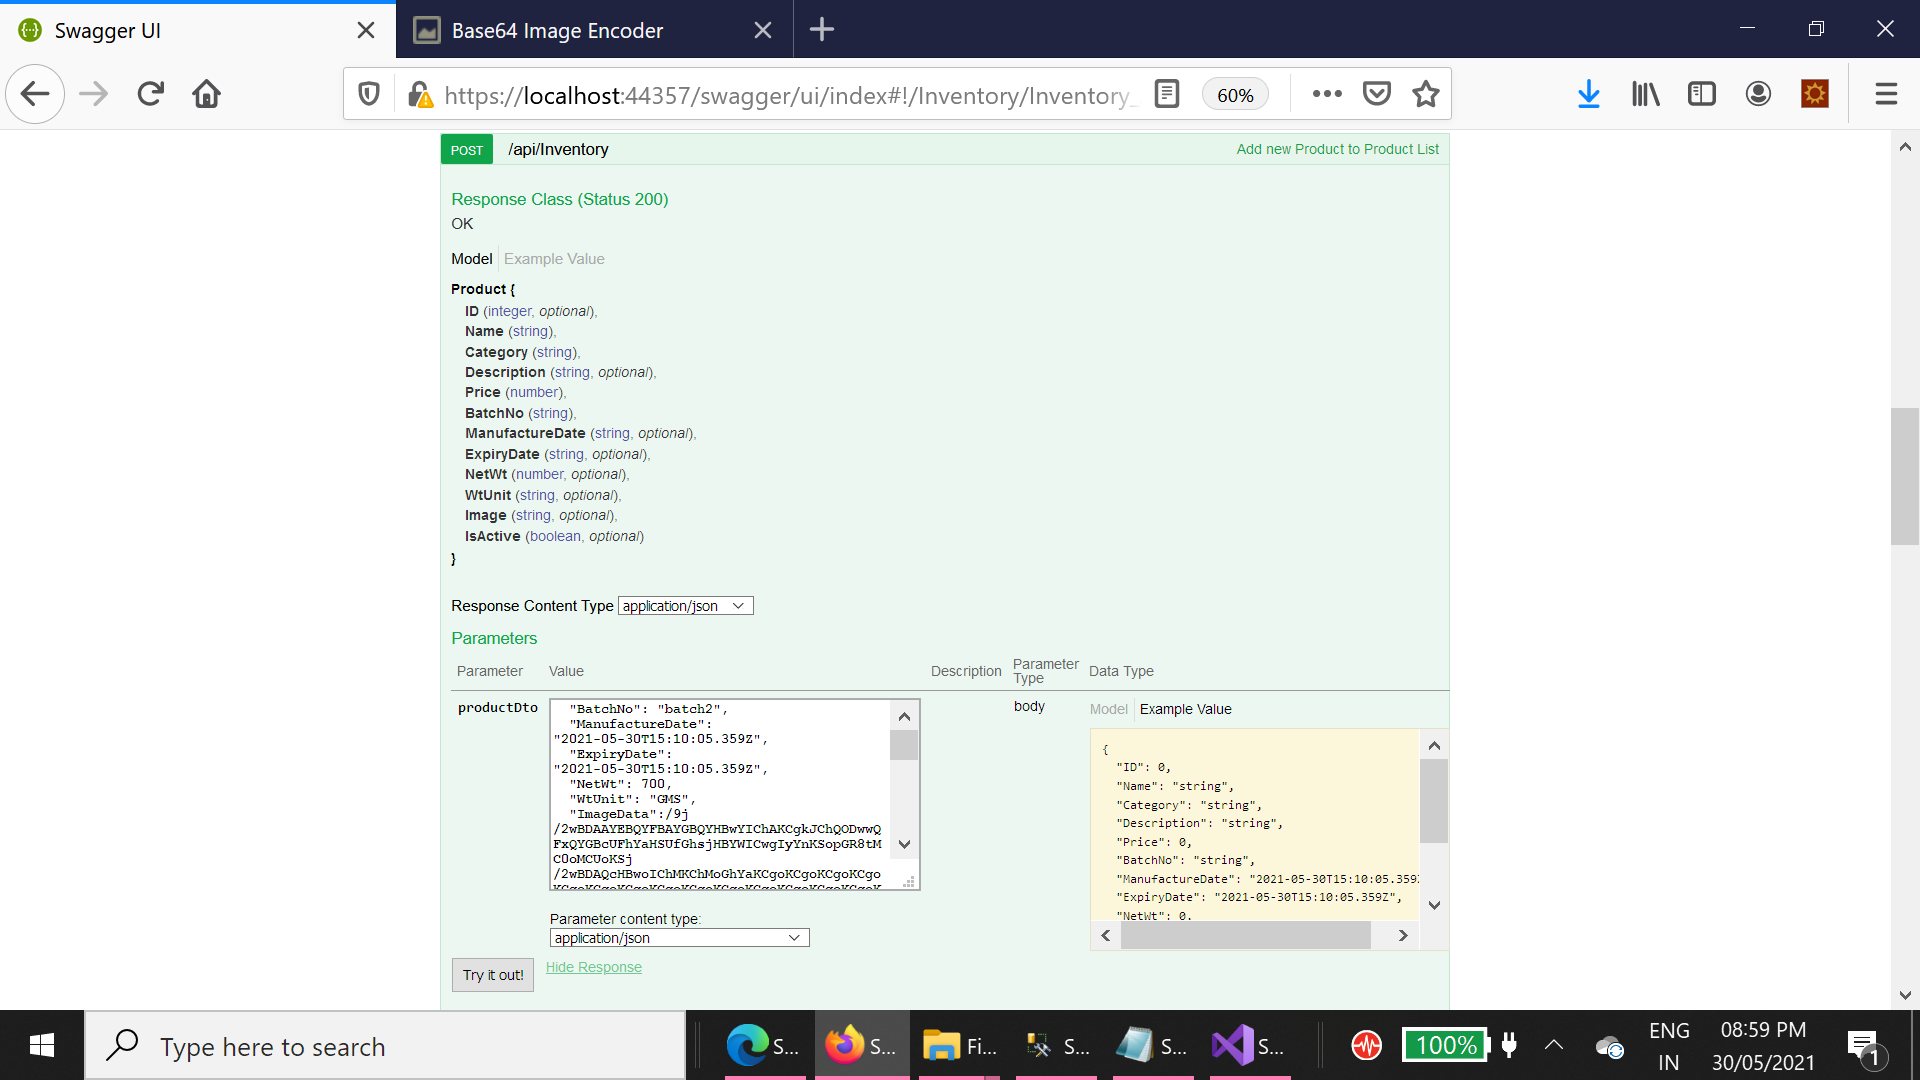 Swagger UI
Base64 Image Encoder
https://localhost:44357/swagger/ui/index#!/Inventory/Inventory_
60%
POST /api/Inventory Add new Product to Product List
Response Class (Status 200)
OK
Model Example Value
Product {
ID (integer, optional),
Name (string),
Category (string),
Description (string, optional),
Price (number),
BatchNo (string),
ManufactureDate (string, optional),
ExpiryDate (string, optional),
NetWt (number, optional),
WtUnit (string, optional),
Image (string, optional),
IsActive (boolean, optional)
}
Response Content Type application/json
Parameters
Parameter Value Description Parameter Type Data Type
productDto
"BatchNo": "batch2",
"ManufactureDate":
"2021-05-30T15:10:05.359Z",
"ExpiryDate":
"2021-05-30T15:10:05.359Z",
"NetWt": 700,
"WtUnit": "GMS",
"ImageData":/9j
/2wBDAAYEBQYFBAYGBQYHBwYIChAKCgkJChQODwwQ
FxQYGBcUFhYaHSUfGhsjHBYWICwgIyYnKSopGR8tM
C0oMCUoKSj
/2wBDAQcHBwoIChMKChMoGhYaKCgoKCgoKCgoKCgo
KCgoKCgoKCgoKCgoKCgoKCgoKCgoKCgoKCgoKCgoK
body
Model Example Value
{
"ID": 0,
"Name": "string",
"Category": "string",
"Description": "string",
"Price": 0,
"BatchNo": "string",
"ManufactureDate": "2021-05-30T15:10:05.359Z
"ExpiryDate": "2021-05-30T15:10:05.359Z",
"NetWt": 0,
Parameter content type:
application/json
Try it out! Hide Response
Type here to search
S...
S...
Fi...
S...
S...
S...
100%
ENG
IN
08:59 PM
30/05/2021
1